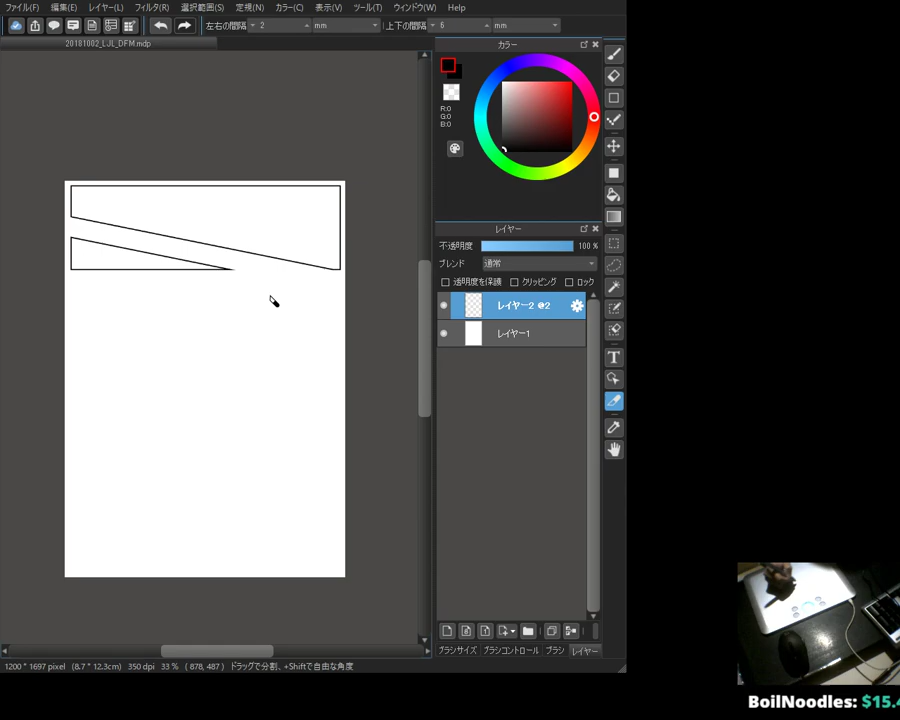 ファイル(F) 編集(E) レイヤー(L) フィルタ(R) 選択範囲(S) 定規(N) カラー(C) 表示(V) ツール(T) ウィンドウ(W) Help
左右の間隔 2 mm 上下の間隔 6 mm
20181002_LJL_DFM.mdp
カラー
R:0
G:0
B:0
レイヤー
不透明度 100 %
ブレンド 通常
透明度を保護 クリッピング ロック
レイヤー2 @2
レイヤー1
T
8 1
ブラシサイズ ブラシコントロール ブラシ レイヤー
1200 * 1697 pixel (8.7 * 12.3cm) 350 dpi 33 % ( 878, 487 ) ドラッグで分割、+Shiftで自由な角度
BoilNoodles: $15.4